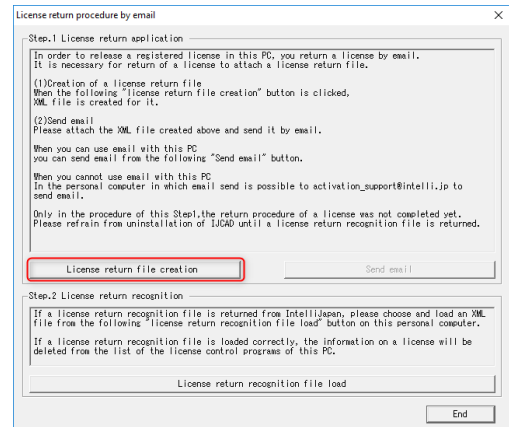 License return procedure by email
Step.1 License return application
In order to release a registered license in this PC, you return a license by email.
It is necessary for return of a license to attach a license return file.
(1)Creation of a license return file
When the following "license return file creation" button is clicked,
XML file is created for it.
(2)Send email
Please attach the XML file created above and send it by email.
When you can use email with this PC
you can send email from the following "Send email" button.
When you cannot use email with this PC
In the personal computer in which email send is possible to activation_support@intelli.jp to
send email.
Only in the procedure of this Step1,the return procedure of a license was not completed yet.
Please refrain from uninstallation of IJCAD until a license return recognition file is returned.
License return file creation
Send email
Step.2 License return recognition
If a license return recognition file is returned from IntelliJapan, please choose and load an XML
file from the following "license return recognition file load" button on this personal computer.
If a license return recognition file is loaded correctly, the information on a license will be
deleted from the list of the license control programs of this PC.
License return recognition file load
End